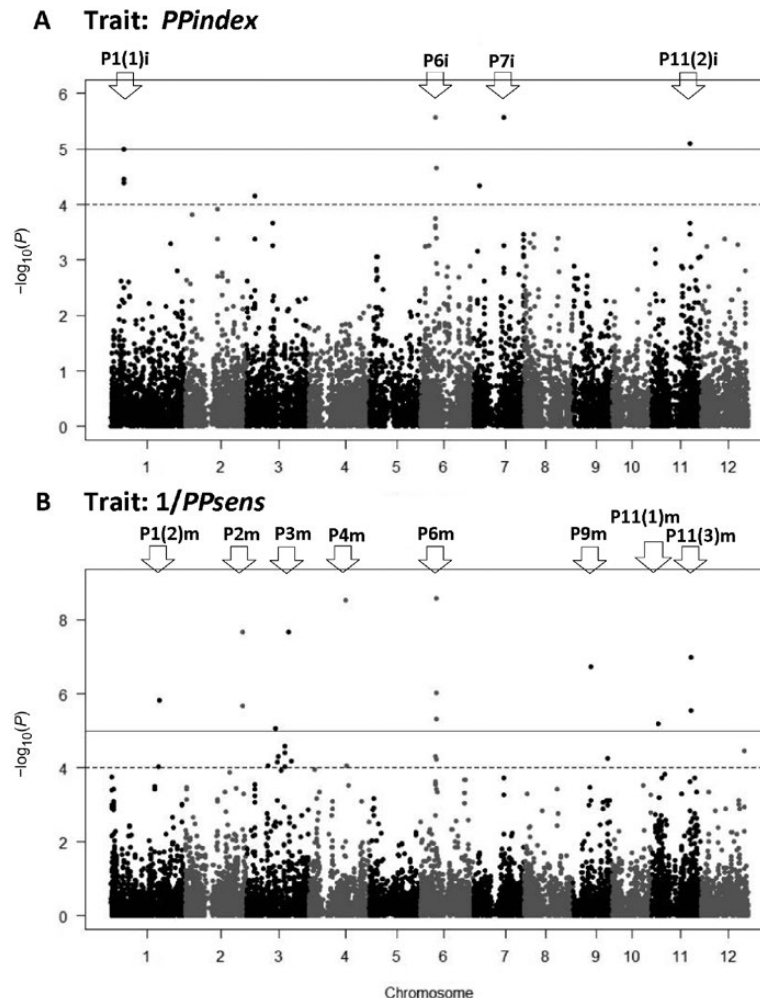 A Trait: PPindex
P1(1)i P6i P7i P11(2)i
6
5
4
3
2
1
0
−log10(P)
1 2 3 4 5 6 7 8 9 10 11 12
B Trait: 1/PPsens
P1(2)m P2m P3m P4m P6m P9m P11(1)m P11(3)m
8
6
4
2
0
−log10(P)
1 2 3 4 5 6 7 8 9 10 11 12
Chromosome